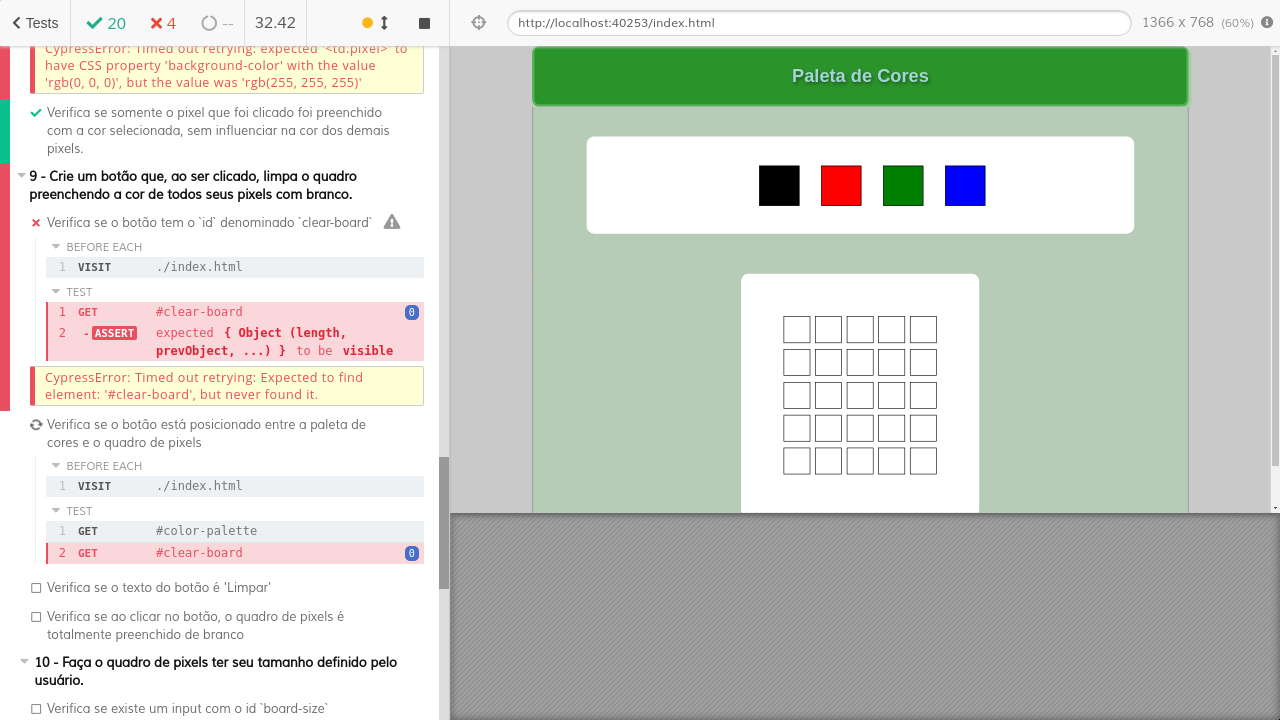 Tests 20 4 -- 32.42
http://localhost:40253/index.html 1366 x 768 (60%)
CypressError: Timed out retrying: expected '<td.pixel>' to
have CSS property 'background-color' with the value
'rgb(0, 0, 0)', but the value was 'rgb(255, 255, 255)'
Verifica se somente o pixel que foi clicado foi preenchido
com a cor selecionada, sem influenciar na cor dos demais
pixels.
9 - Crie um botão que, ao ser clicado, limpa o quadro
preenchendo a cor de todos seus pixels com branco.
Verifica se o botão tem o `id` denominado `clear-board`
BEFORE EACH
1 VISIT ./index.html
TEST
1 GET #clear-board 0
2 -ASSERT expected { Object (length,
prevObject, ...) } to be visible
CypressError: Timed out retrying: Expected to find
element: '#clear-board', but never found it.
Verifica se o botão está posicionado entre a paleta de
cores e o quadro de pixels
BEFORE EACH
1 VISIT ./index.html
TEST
1 GET #color-palette
2 GET #clear-board 0
Verifica se o texto do botão é 'Limpar'
Verifica se ao clicar no botão, o quadro de pixels é
totalmente preenchido de branco
10 - Faça o quadro de pixels ter seu tamanho definido pelo
usuário.
Verifica se existe um input com o id `board-size`
Paleta de Cores